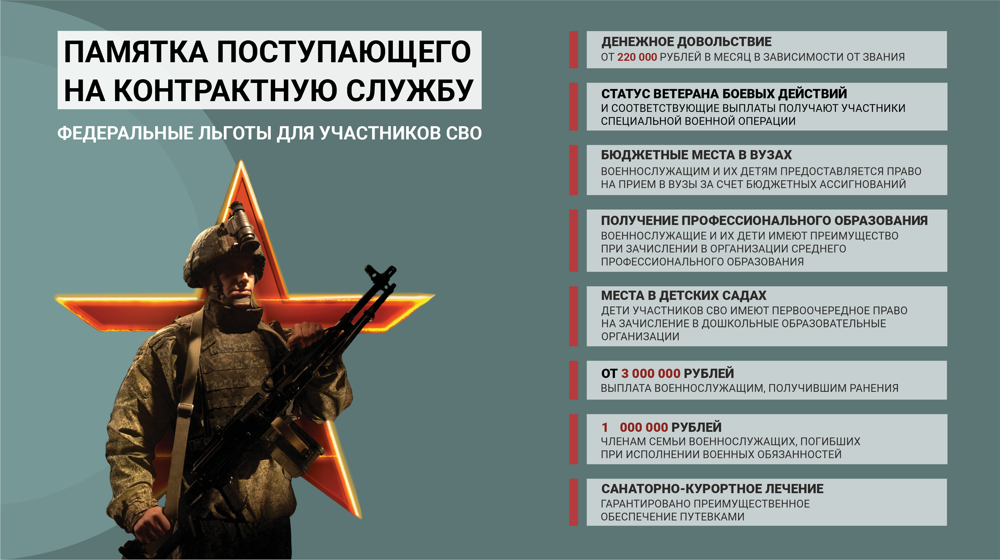 ПАМЯТКА ПОСТУПАЮЩЕГО
НА КОНТРАКТНУЮ СЛУЖБУ
ФЕДЕРАЛЬНЫЕ ЛЬГОТЫ ДЛЯ УЧАСТНИКОВ СВО
ДЕНЕЖНОЕ ДОВОЛЬСТВИЕ
ОТ 220 000 РУБЛЕЙ В МЕСЯЦ В ЗАВИСИМОСТИ ОТ ЗВАНИЯ
СТАТУС ВЕТЕРАНА БОЕВЫХ ДЕЙСТВИЙ
И СООТВЕТСТВУЮЩИЕ ВЫПЛАТЫ ПОЛУЧАЮТ УЧАСТНИКИ
СПЕЦИАЛЬНОЙ ВОЕННОЙ ОПЕРАЦИИ
БЮДЖЕТНЫЕ МЕСТА В ВУЗАХ
ВОЕННОСЛУЖАЩИМ И ИХ ДЕТЯМ ПРЕДОСТАВЛЯЕТСЯ ПРАВО
НА ПРИЕМ В ВУЗЫ ЗА СЧЕТ БЮДЖЕТНЫХ АССИГНОВАНИЙ
ПОЛУЧЕНИЕ ПРОФЕССИОНАЛЬНОГО ОБРАЗОВАНИЯ
ВОЕННОСЛУЖАЩИЕ И ИХ ДЕТИ ИМЕЮТ ПРЕИМУЩЕСТВО
ПРИ ЗАЧИСЛЕНИИ В ОРГАНИЗАЦИИ СРЕДНЕГО
ПРОФЕССИОНАЛЬНОГО ОБРАЗОВАНИЯ
МЕСТА В ДЕТСКИХ САДАХ
ДЕТИ УЧАСТНИКОВ СВО ИМЕЮТ ПЕРВООЧЕРЕДНОЕ ПРАВО
НА ЗАЧИСЛЕНИЕ В ДОШКОЛЬНЫЕ ОБРАЗОВАТЕЛЬНЫЕ
ОРГАНИЗАЦИИ
ОТ 3 000 000 РУБЛЕЙ
ВЫПЛАТА ВОЕННОСЛУЖАЩИМ, ПОЛУЧИВШИМ РАНЕНИЯ
1 000 000 РУБЛЕЙ
ЧЛЕНАМ СЕМЬИ ВОЕННОСЛУЖАЩИХ, ПОГИБШИХ
ПРИ ИСПОЛНЕНИИ ВОЕННЫХ ОБЯЗАННОСТЕЙ
САНАТОРНО-КУРОРТНОЕ ЛЕЧЕНИЕ
ГАРАНТИРОВАНО ПРЕИМУЩЕСТВЕННОЕ
ОБЕСПЕЧЕНИЕ ПУТЕВКАМИ